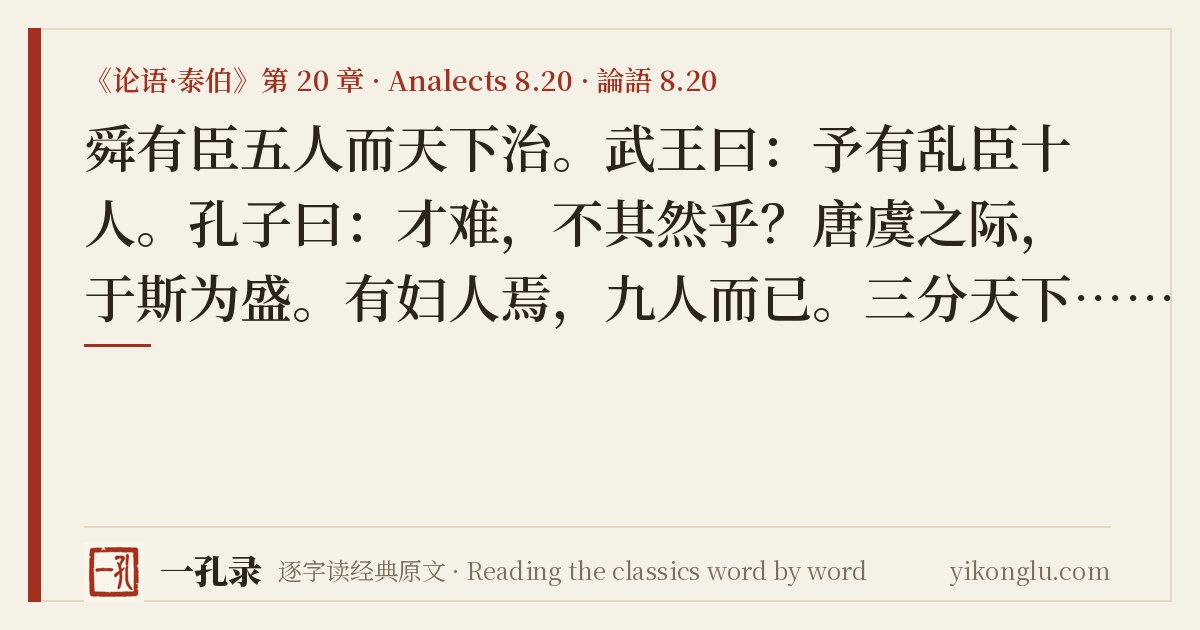 《论语·泰伯》第 20 章 · Analects 8.20 · 論語 8.20
舜有臣五人而天下治。武王曰：予有乱臣十
人。孔子曰：才难，不其然乎？唐虞之际，
于斯为盛。有妇人焉，九人而已。三分天下……
一孔
一孔录 逐字读经典原文 · Reading the classics word by word yikonglu.com